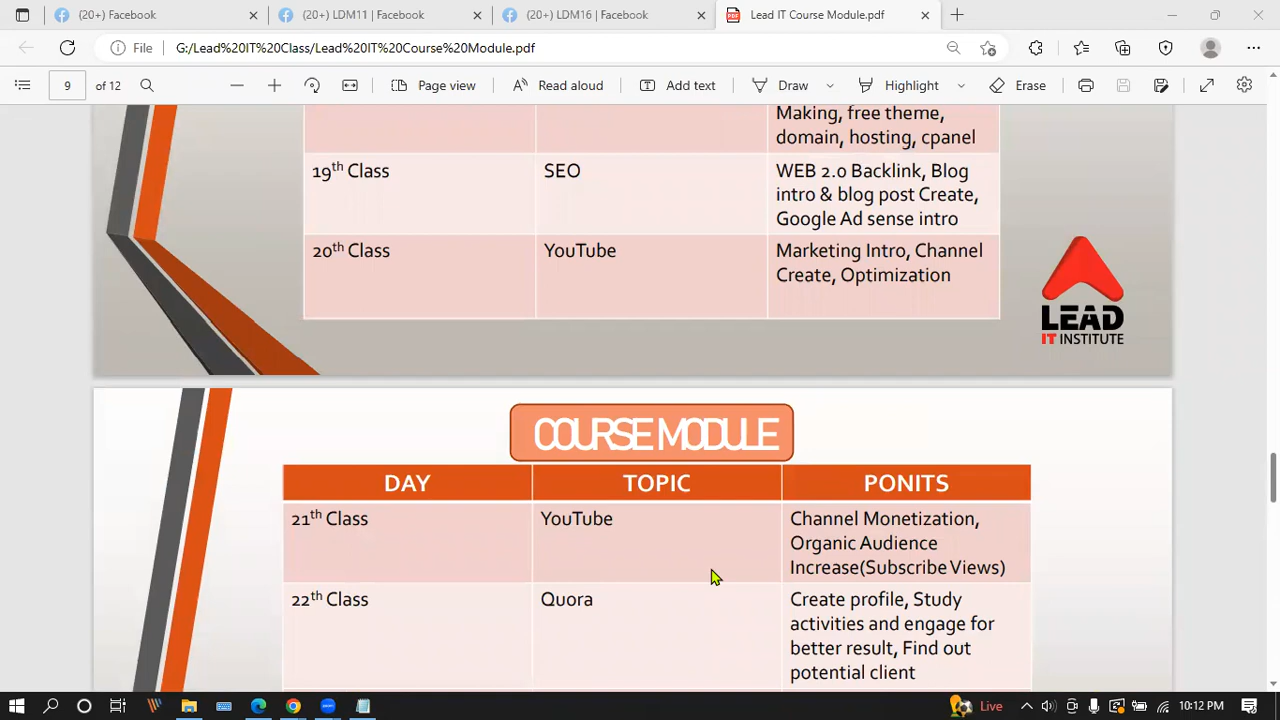 (20+) Facebook
(20+) LDM11 | Facebook
(20+) LDM16 | Facebook
Lead IT Course Module.pdf
File
G:/Lead%20IT%20Class/Lead%20IT%20Course%20Module.pdf
9
of 12
Page view
Read aloud
Add text
Draw
Highlight
Erase
Making, free theme,
domain, hosting, cpanel
19th Class
SEO
WEB 2.0 Backlink, Blog
intro & blog post Create,
Google Ad sense intro
20th Class
YouTube
Marketing Intro, Channel
Create, Optimization
LEAD
IT INSTITUTE
COURSE MODULE
DAY
TOPIC
PONITS
21th Class
YouTube
Channel Monetization,
Organic Audience
Increase(Subscribe Views)
22th Class
Quora
Create profile, Study
activities and engage for
better result, Find out
potential client
Live
10:12 PM